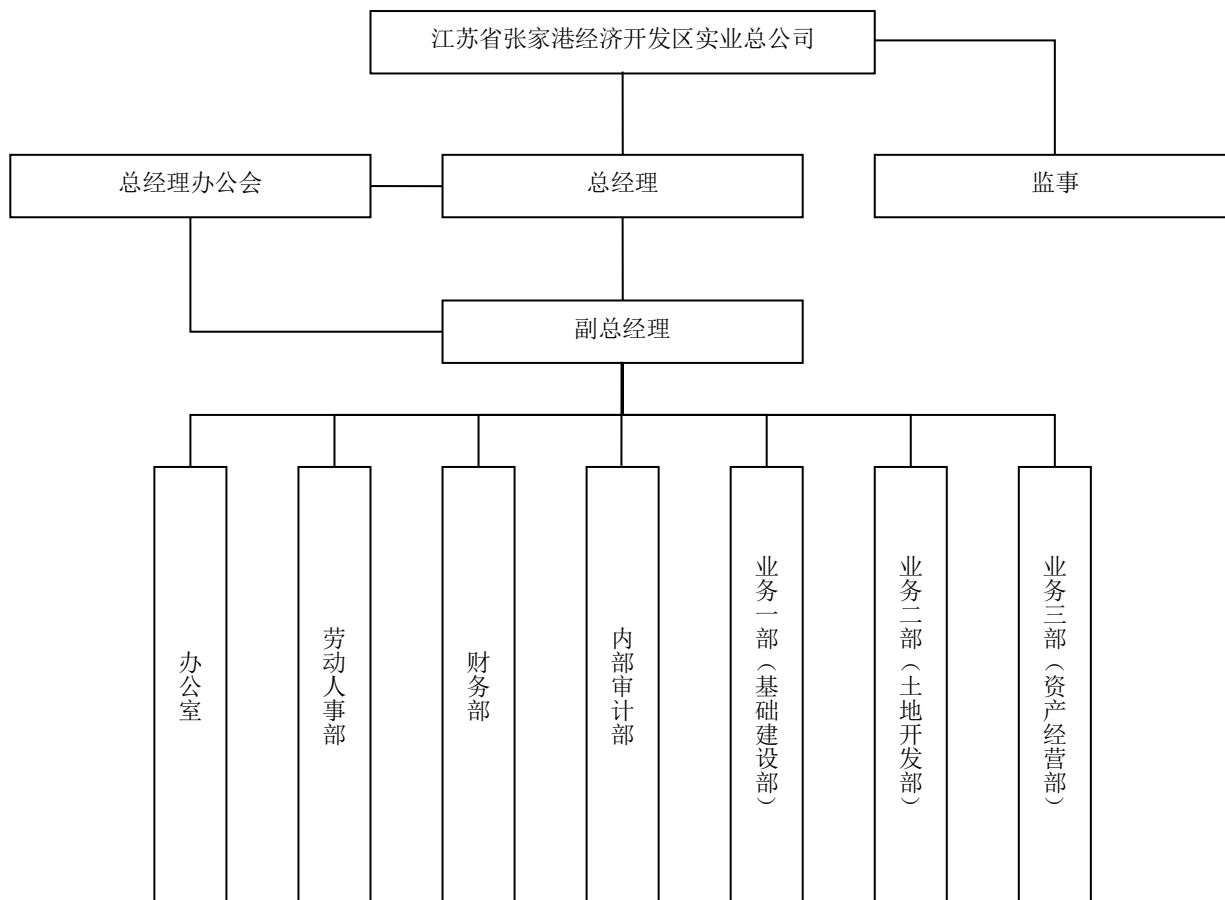 江苏省张家港经济开发区实业总公司
总经理办公会
总经理
监事
副总经理
办公室
劳动人事部
财务部
内部审计部
业务一部（基础建设部）
业务二部（土地开发部）
业务三部（资产经营部）